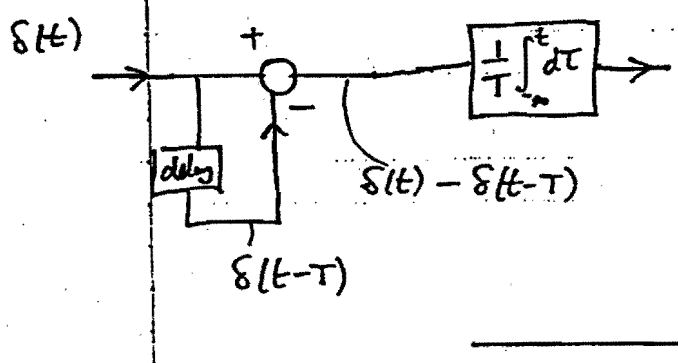 δ(t)
+
−
1/T ∫_{-∞}^{t} dτ
delay
δ(t) − δ(t-T)
δ(t-T)